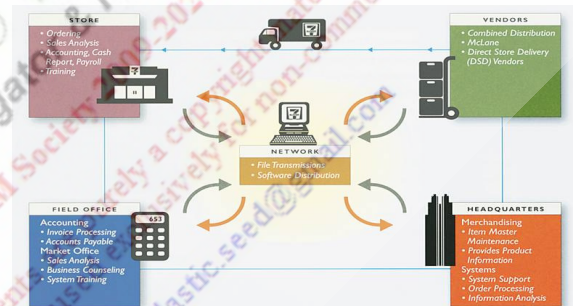 STORE
• Ordering
• Sales Analysis
• Accounting, Cash
Report, Payroll
• Training
VENDORS
• Combined Distribution
• McLane
• Direct Store Delivery
(DSD) Vendors
NETWORK
• File Transmissions
• Software Distribution
FIELD OFFICE
Accounting
• Invoice Processing
• Accounts Payable
Market Office
• Sales Analysis
• Business Counseling
• System Training
653
HEADQUARTERS
Merchandising
• Item Master
Maintenance
• Provides Product
Information
Systems
• System Support
• Order Processing
• Information Analysis